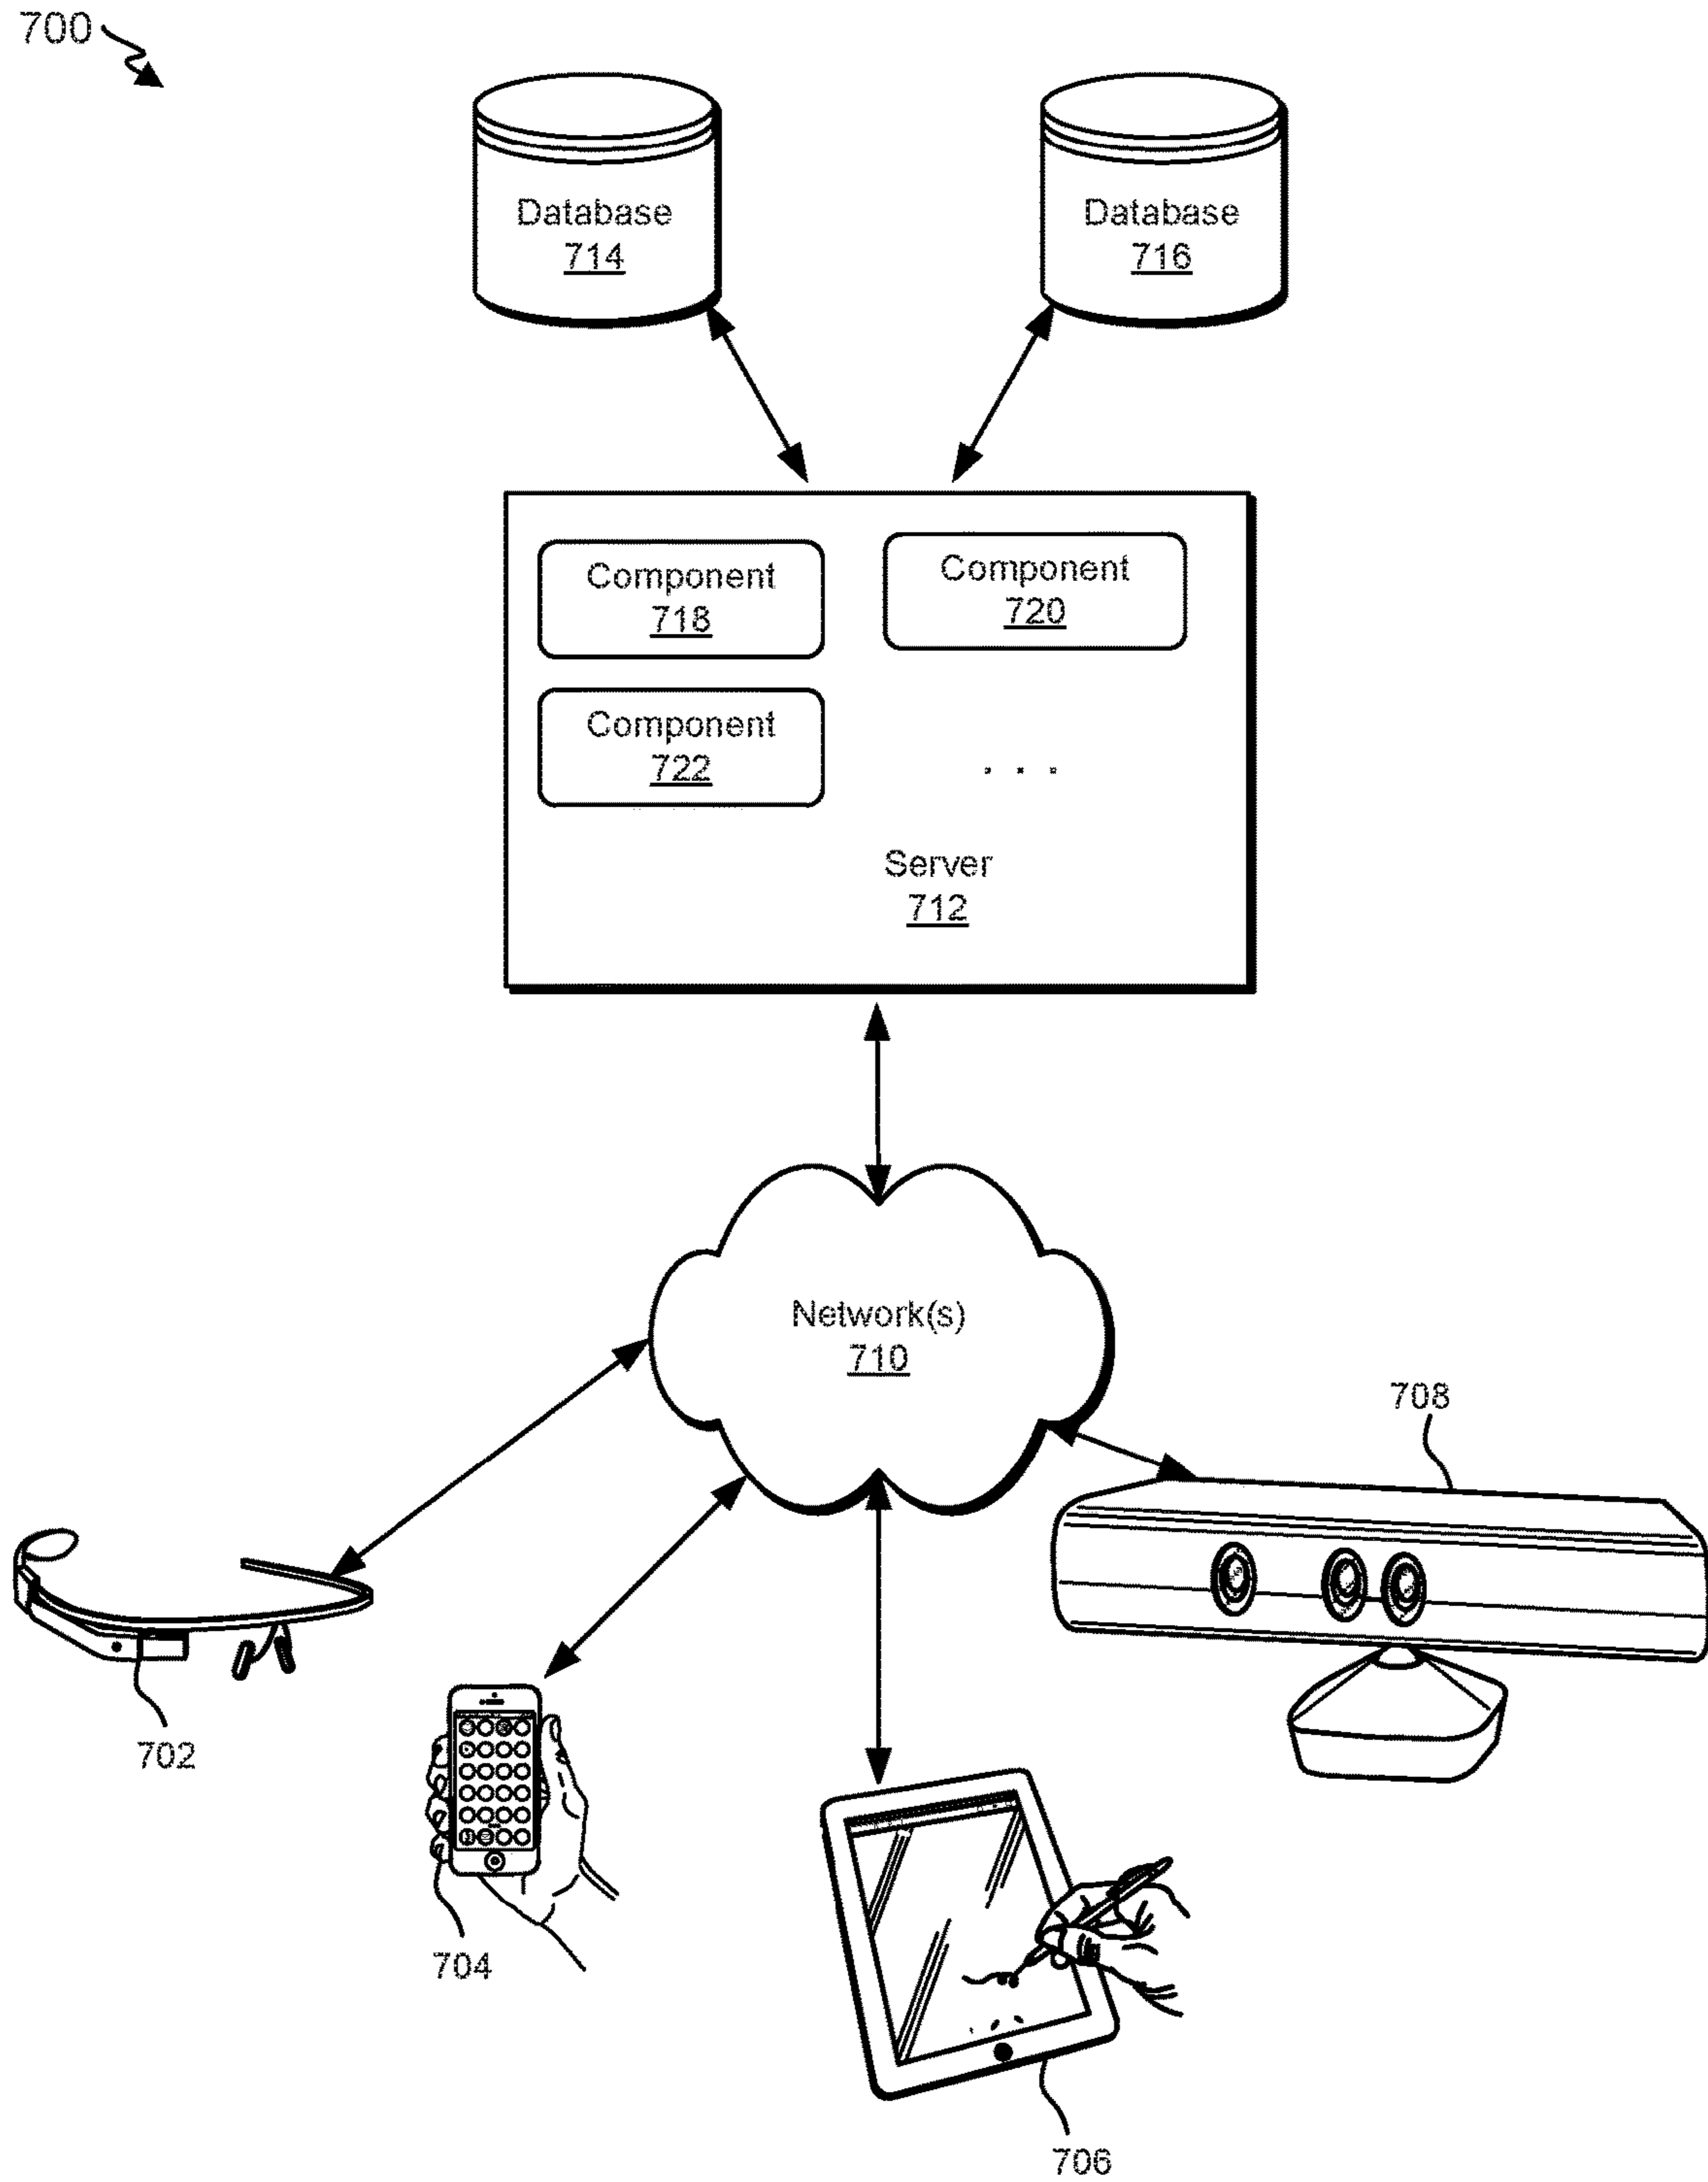 700
Database
714
Database
716
Component
718
Component
720
Component
722
. . .
Server
712
Network(s)
710
708
702
704
706